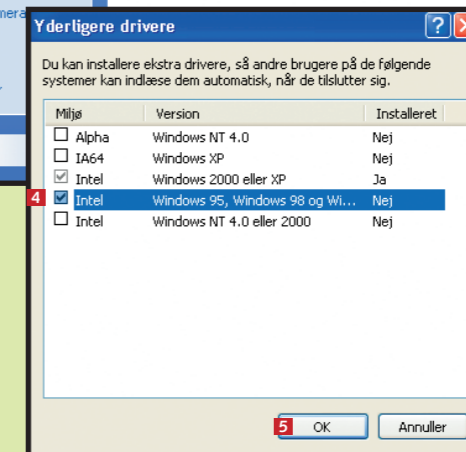 mera
Yderligere drivere
Du kan installere ekstra drivere, så andre brugere på de følgende
systemer kan indlæse dem automatisk, når de tilslutter sig.
Miljø Version Installeret
Alpha Windows NT 4.0 Nej
IA64 Windows XP Nej
Intel Windows 2000 eller XP Ja
4 Intel Windows 95, Windows 98 og Wi... Nej
Intel Windows NT 4.0 eller 2000 Nej
5 OK Annuller